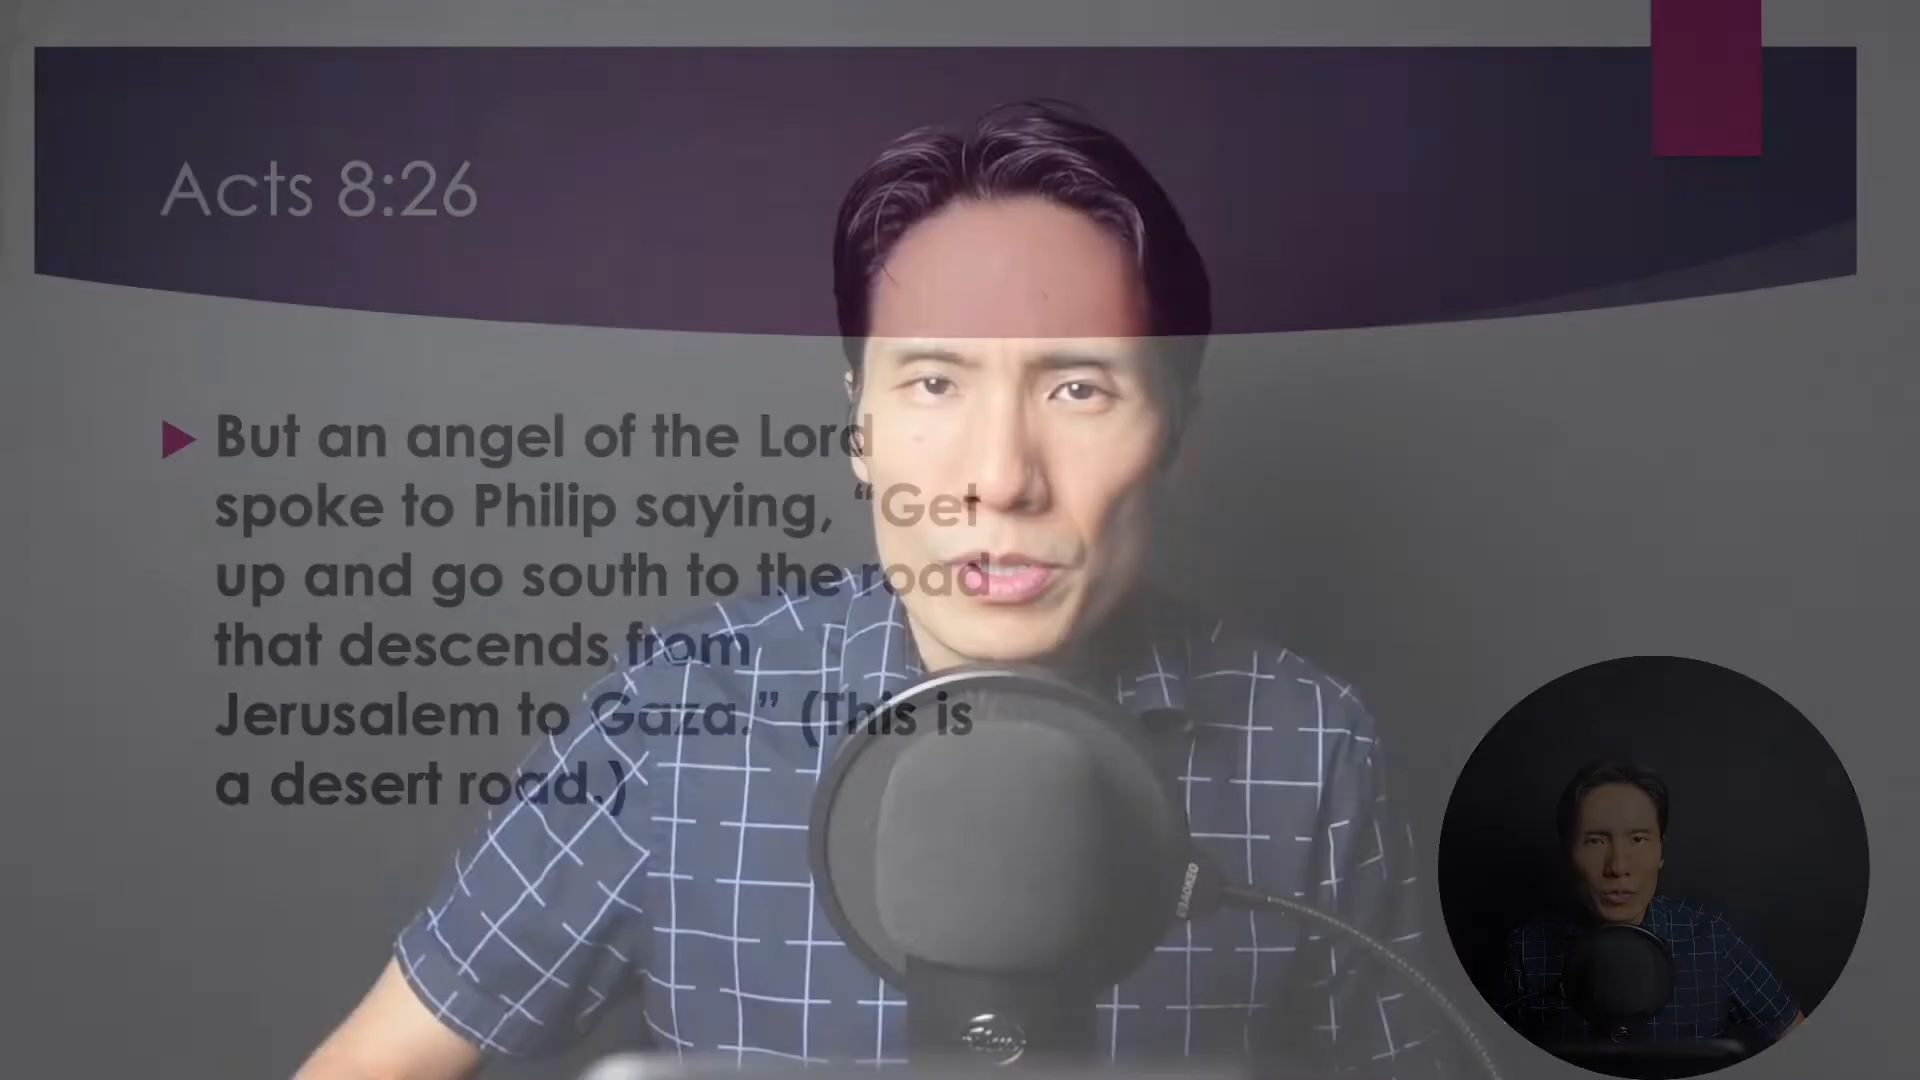 Acts 8:26
But an angel of the Lord
spoke to Philip saying, “Get
up and go south to the road
that descends from
Jerusalem to Gaza.” (This is
a desert road.)